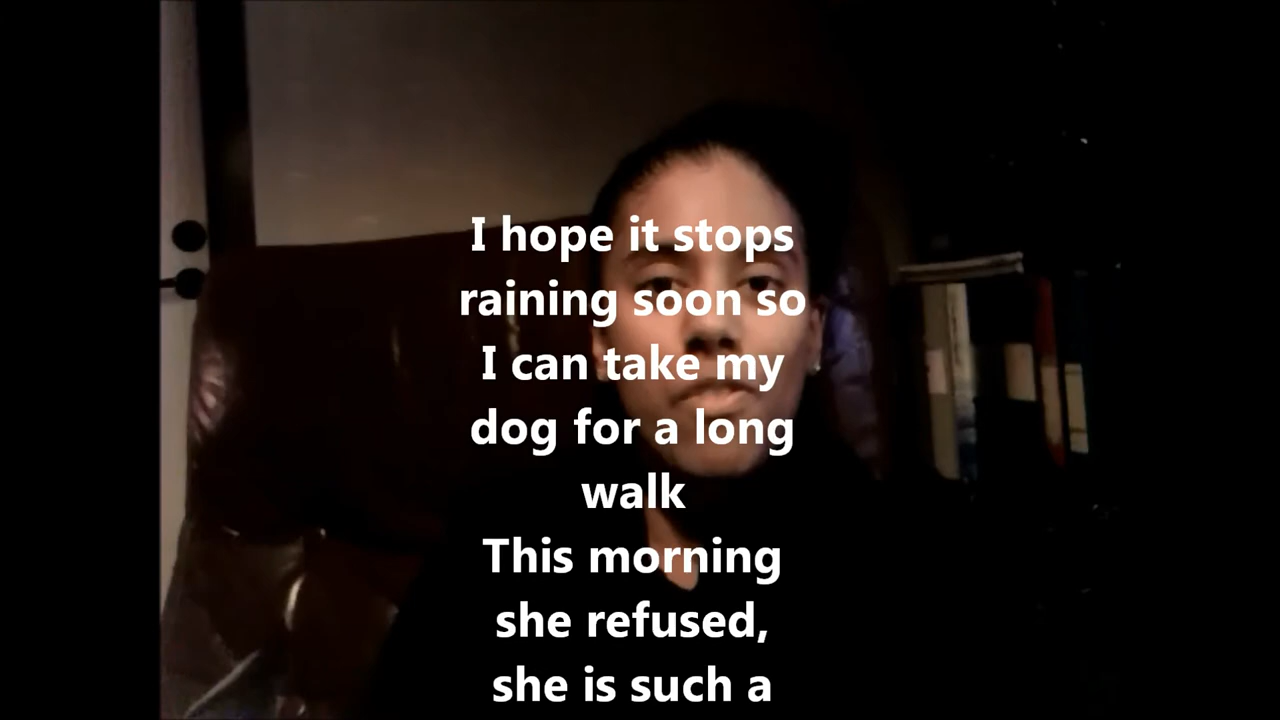 I hope it stops
raining soon so
I can take my
dog for a long
walk
This morning
she refused,
she is such a